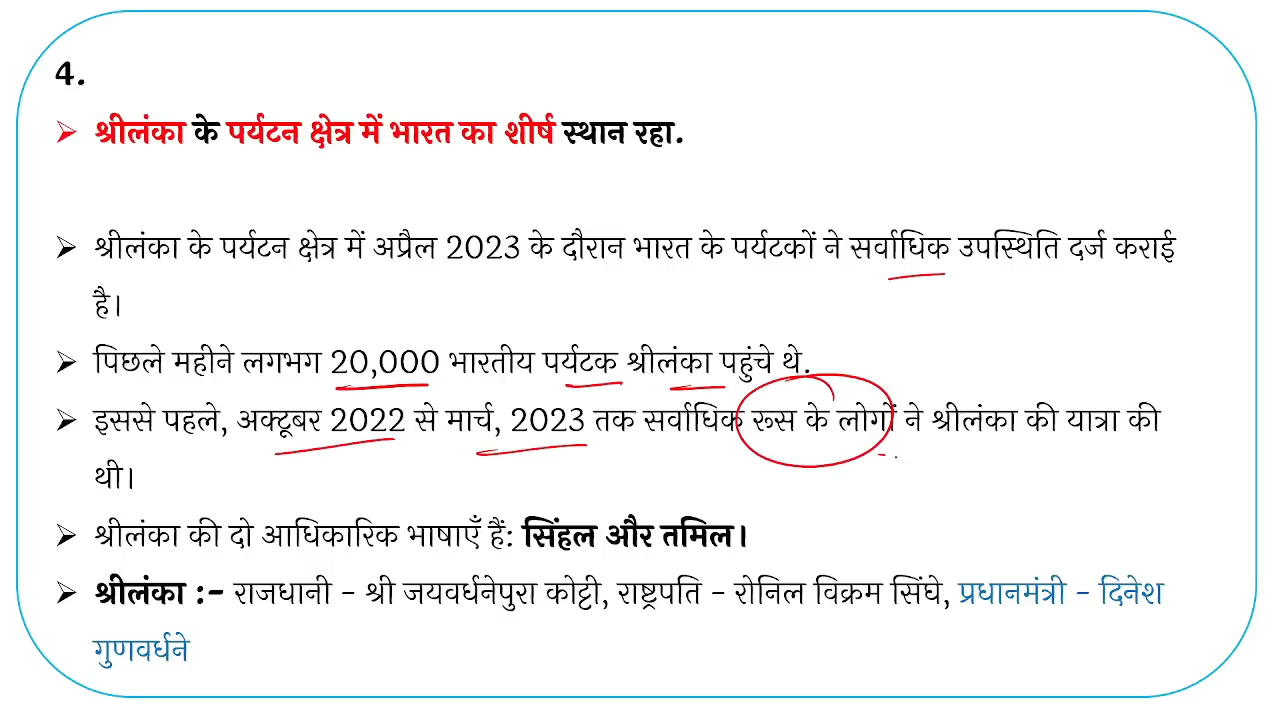 4.
श्रीलंका के पर्यटन क्षेत्र में भारत का शीर्ष स्थान रहा.
श्रीलंका के पर्यटन क्षेत्र में अप्रैल 2023 के दौरान भारत के पर्यटकों ने सर्वाधिक उपस्थिति दर्ज कराई
है।
पिछले महीने लगभग 20,000 भारतीय पर्यटक श्रीलंका पहुंचे थे.
इससे पहले, अक्टूबर 2022 से मार्च, 2023 तक सर्वाधिक रूस के लोगों ने श्रीलंका की यात्रा की
थी।
श्रीलंका की दो आधिकारिक भाषाएँ हैं: सिंहल और तमिल।
श्रीलंका :- राजधानी - श्री जयवर्धनेपुरा कोट्टी, राष्ट्रपति - रोनिल विक्रम सिंघे, प्रधानमंत्री - दिनेश
गुणवर्धने